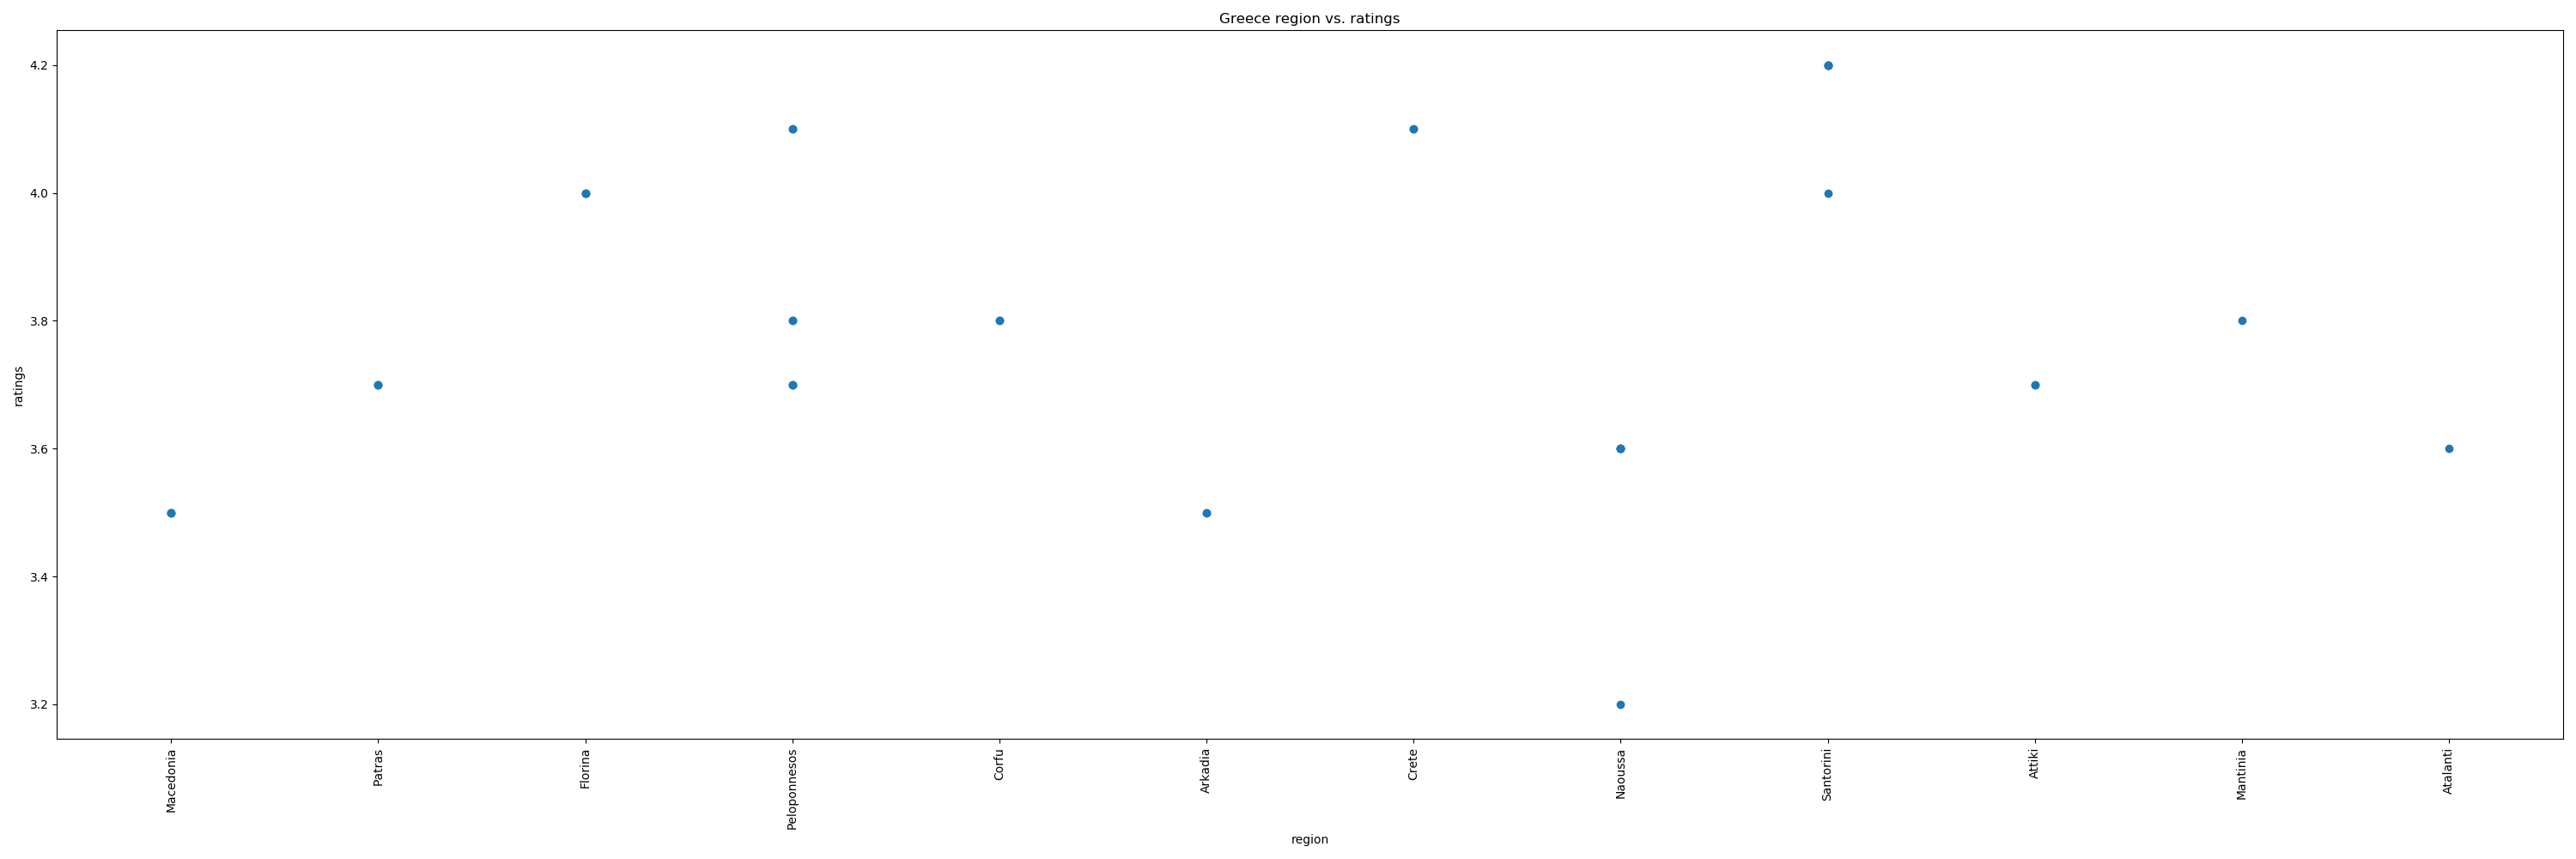 Greece region vs. ratings
ratings
4.2
4.0
3.8
3.6
3.4
3.2
Macedonia
Patras
Florina
Peloponnesos
Corfu
Arkadia
Crete
Naoussa
Santorini
Attiki
Mantinia
Atalanti
region